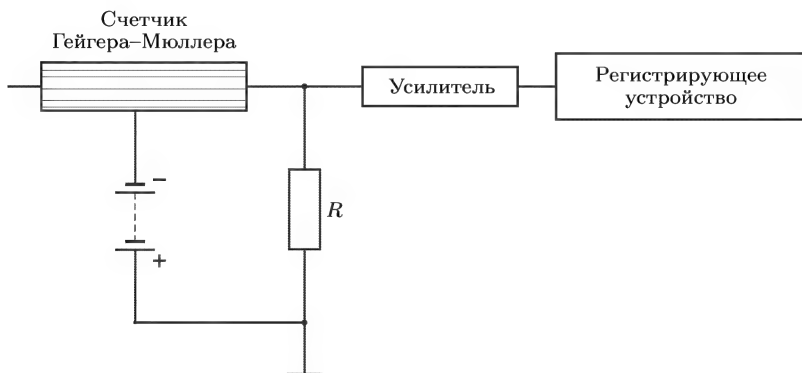 Счетчик
Гейгера–Мюллера
Усилитель
Регистрирующее
устройство
−
R
+